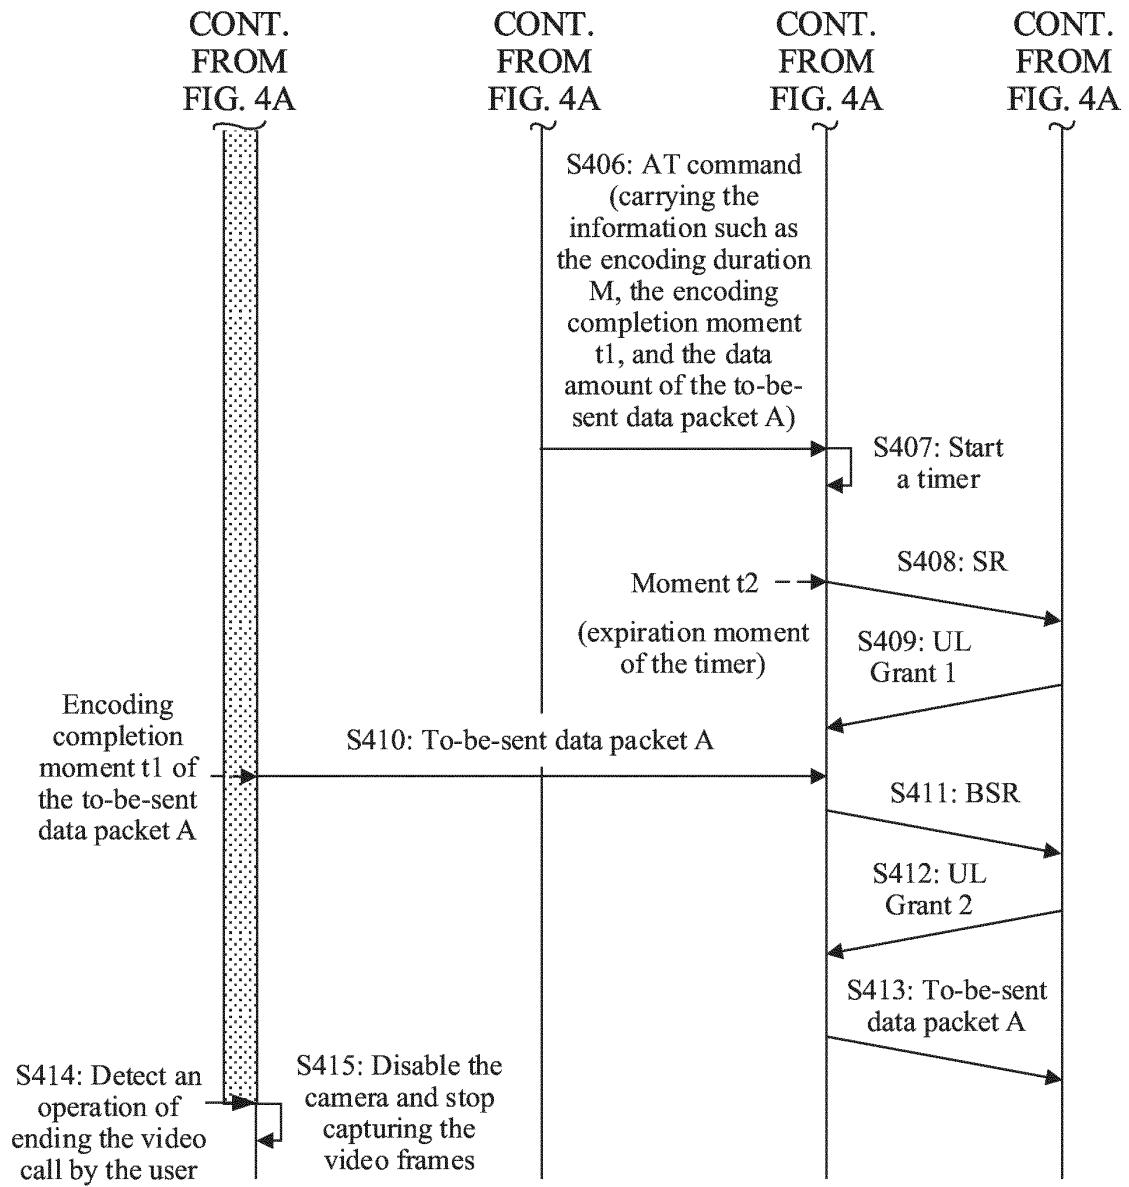 CONT.
FROM
FIG. 4A
CONT.
FROM
FIG. 4A
CONT.
FROM
FIG. 4A
CONT.
FROM
FIG. 4A
S406: AT command
(carrying the
information such as
the encoding duration
M, the encoding
completion moment
t1, and the data
amount of the to-be-
sent data packet A)
S407: Start
a timer
S408: SR
Moment t2
(expiration moment
of the timer)
S409: UL
Grant 1
Encoding
completion
moment t1 of
the to-be-sent
data packet A
S410: To-be-sent data packet A
S411: BSR
S412: UL
Grant 2
S413: To-be-sent
data packet A
S414: Detect an
operation of
ending the video
call by the user
S415: Disable the
camera and stop
capturing the
video frames